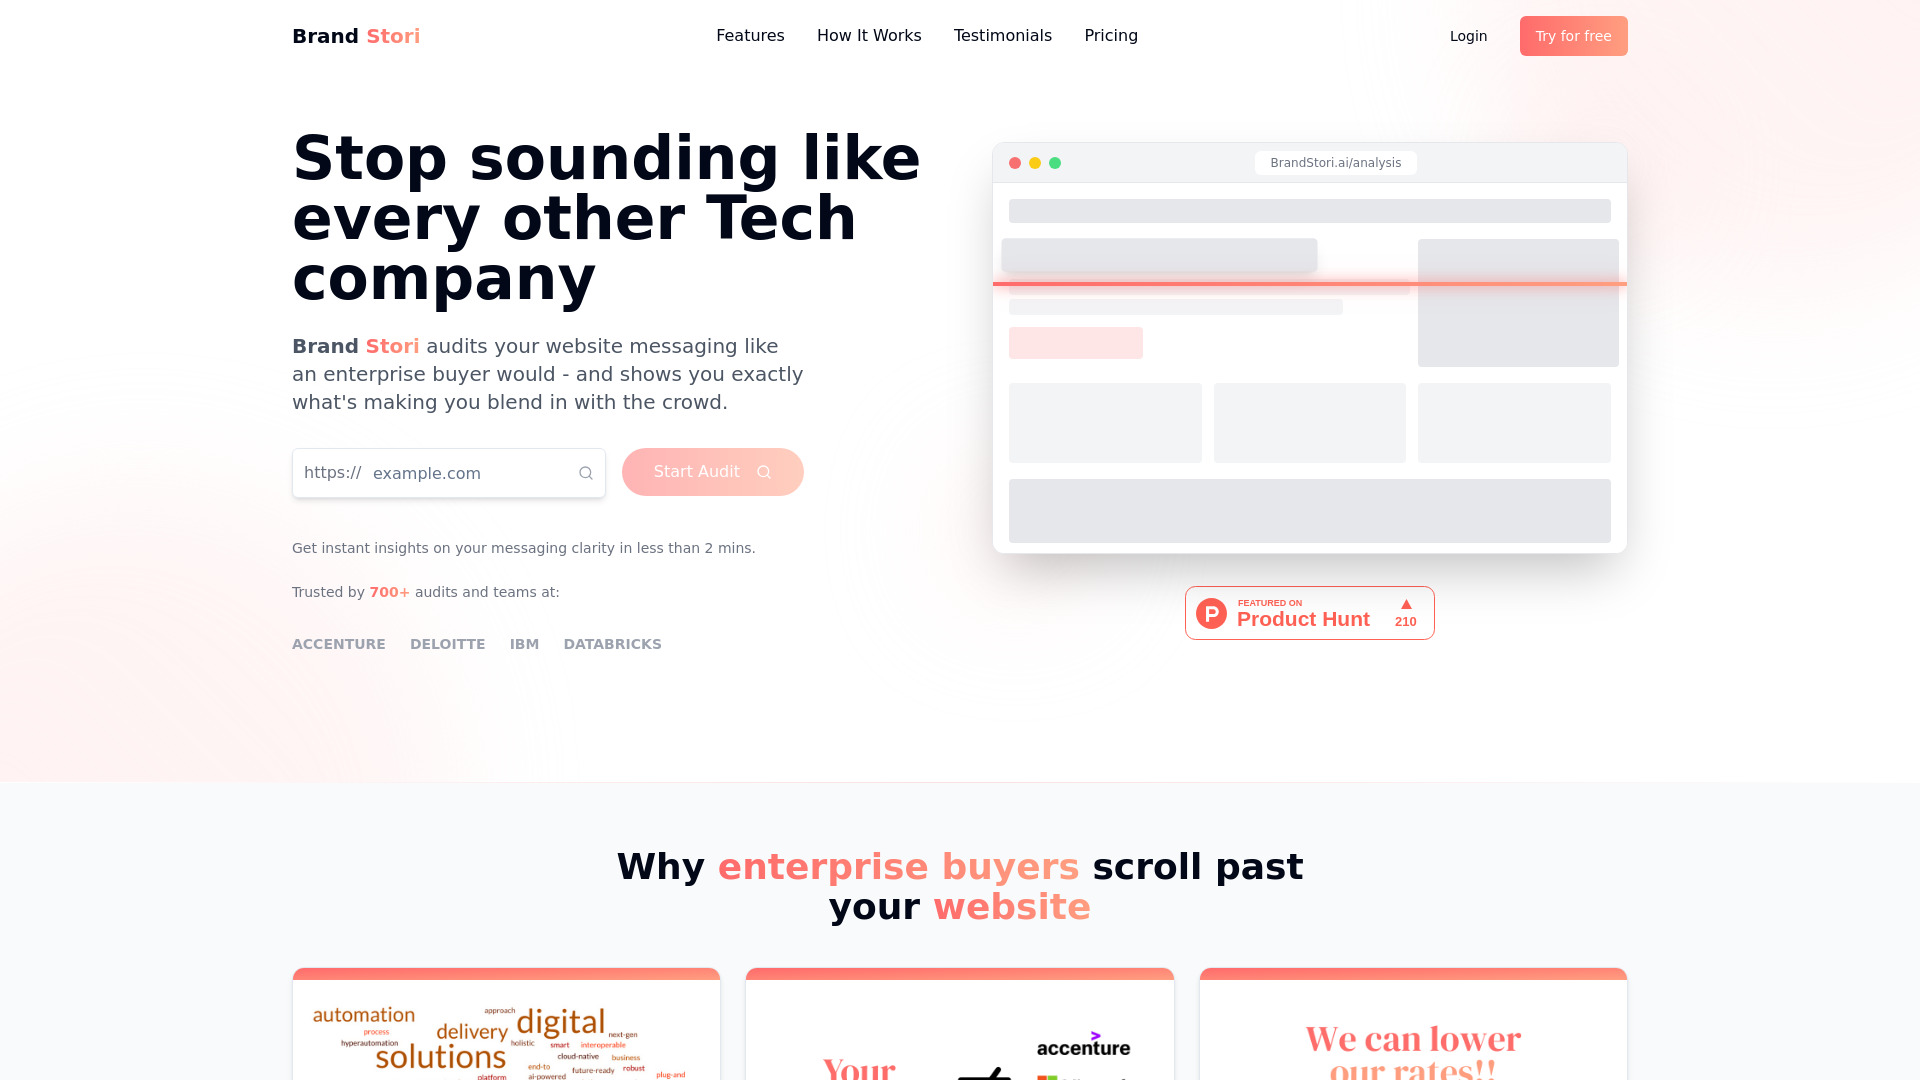 Brand Stori
Features
How It Works
Testimonials
Pricing
Login
Try for free
Stop sounding like
every other Tech
company
Brand Stori audits your website messaging like
an enterprise buyer would - and shows you exactly
what's making you blend in with the crowd.
https:// example.com
Start Audit
Get instant insights on your messaging clarity in less than 2 mins.
Trusted by 700+ audits and teams at:
ACCENTURE DELOITTE IBM DATABRICKS
BrandStori.ai/analysis
P
FEATURED ON
Product Hunt
210
Why enterprise buyers scroll past
your website
automation
approach
digital
process
delivery
next-gen
hyperautomation
holistic
smart
interoperable
solutions
cloud-native
business
end-to
future-ready
robust
platform
ai-powered
plug-and
Your
accenture
We can lower
our rates!!